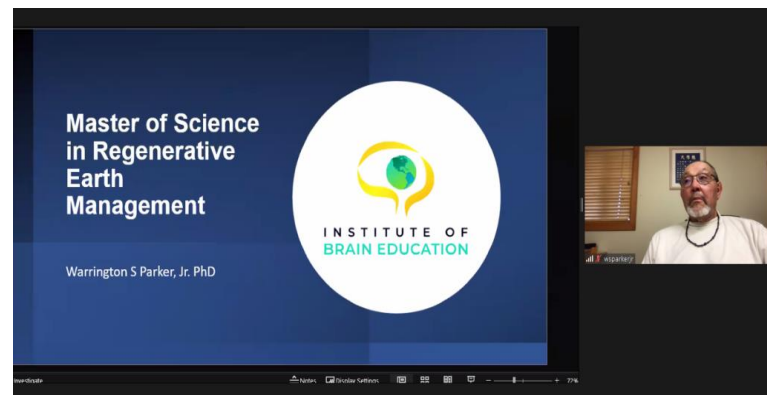 Master of Science
in Regenerative
Earth
Management
Warrington S Parker, Jr. PhD
INSTITUTE OF
BRAIN EDUCATION
wsparkerjr
Notes
Display Settings